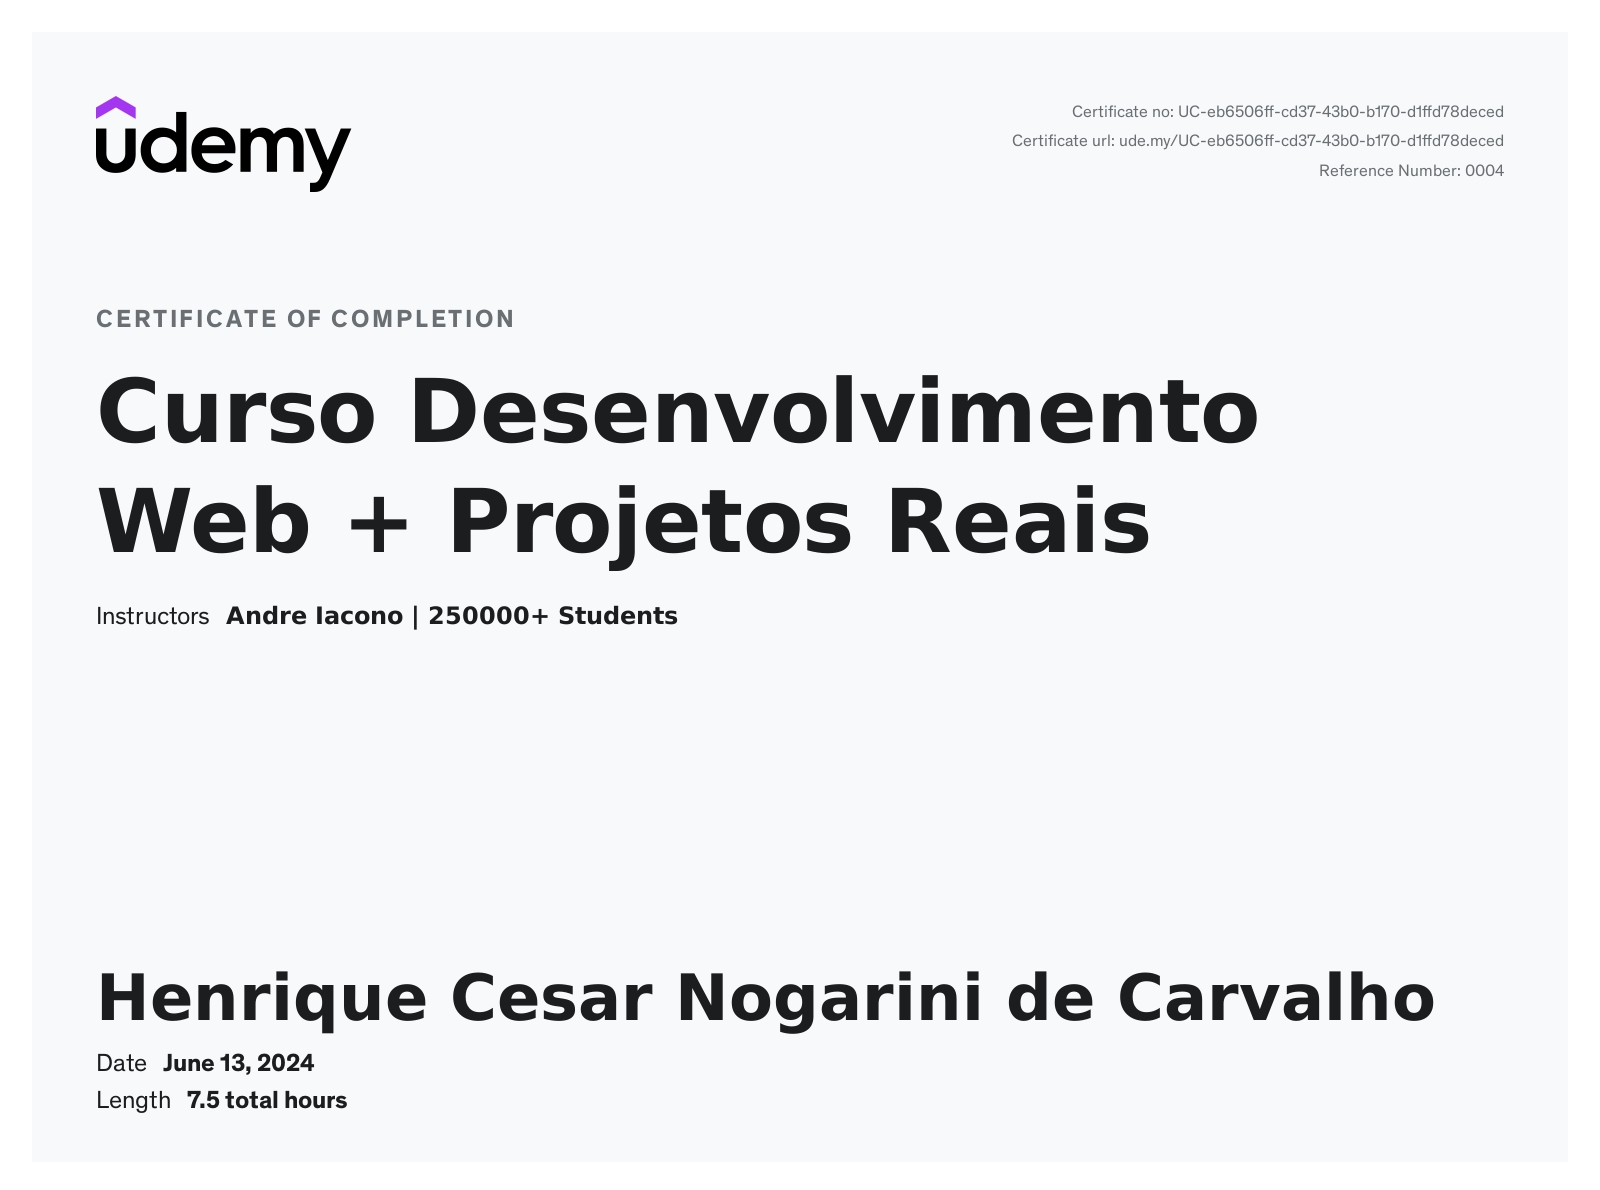 udemy
Certificate no: UC-eb6506ff-cd37-43b0-b170-d1ffd78deced
Certificate url: ude.my/UC-eb6506ff-cd37-43b0-b170-d1ffd78deced
Reference Number: 0004
CERTIFICATE OF COMPLETION
Curso Desenvolvimento
Web + Projetos Reais
Instructors Andre Iacono | 250000+ Students
Henrique Cesar Nogarini de Carvalho
Date June 13, 2024
Length 7.5 total hours